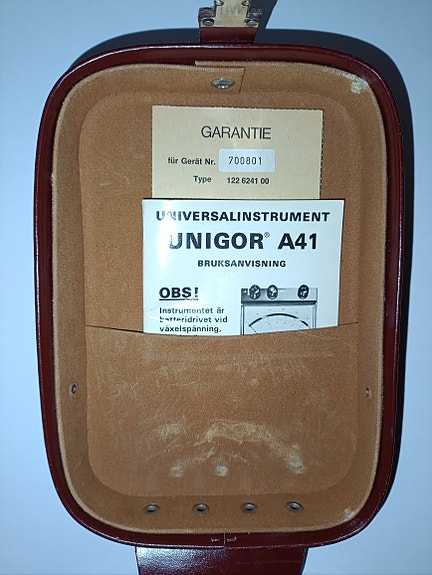 GARANTIE
für Gerät Nr. 700801
Type 122 6241 00
UNIVERSALINSTRUMENT
UNIGOR® A41
BRUKSANVISNING
OBS!
Instrumentet är
batteridrivet vid
växelspänning,